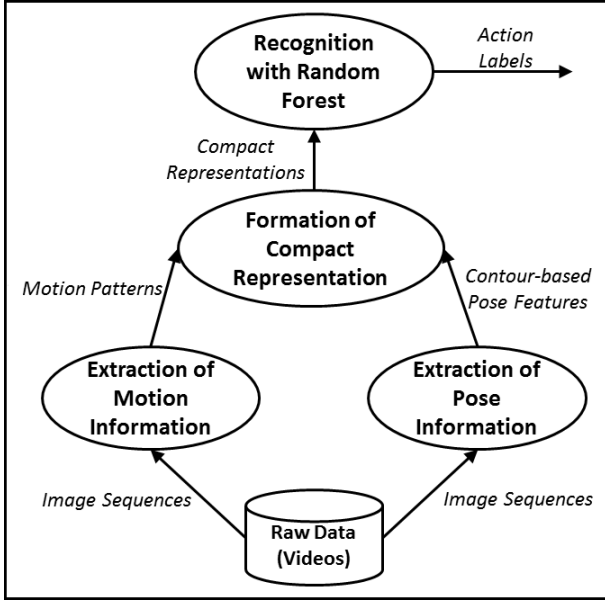 Recognition
with Random
Forest
Action
Labels
Compact
Representations
Formation of
Compact
Representation
Motion Patterns
Contour-based
Pose Features
Extraction of
Motion
Information
Extraction of
Pose
Information
Image Sequences
Image Sequences
Raw Data
(Videos)